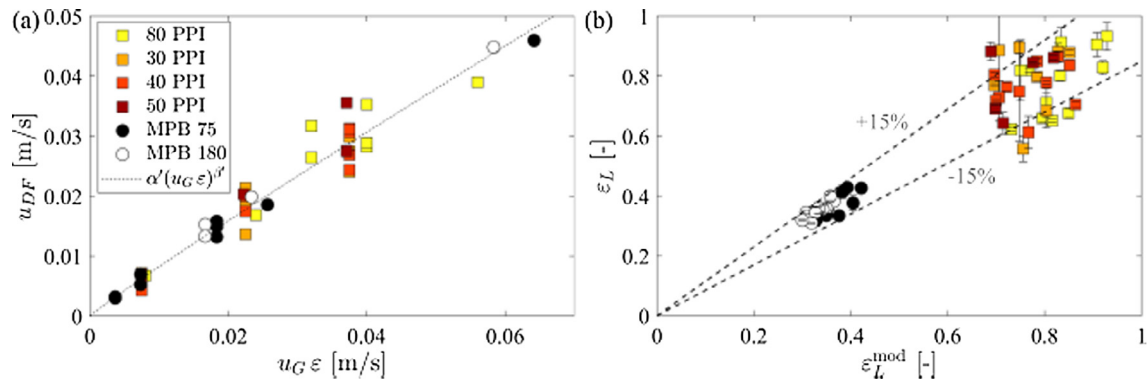 (a)
0.05
0.04
0.03
0.02
0.01
0
u_{DF} [m/s]
80 PPI
30 PPI
40 PPI
50 PPI
MPB 75
MPB 180
α′(u_G ε)^{β′}
0
0.02
0.04
0.06
u_G ε [m/s]
(b)
1
0.8
0.6
0.4
0.2
0
ε_L [-]
+15%
-15%
0
0.2
0.4
0.6
0.8
1
ε_L^{mod} [-]